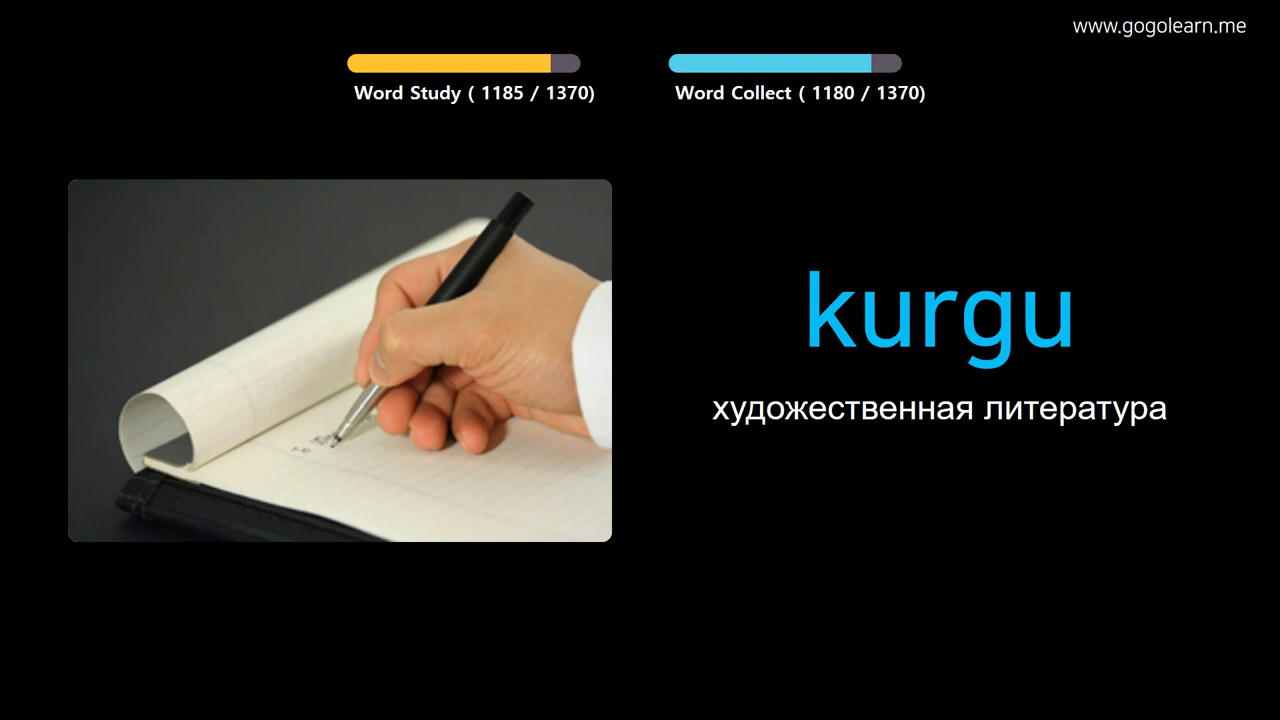 www.gogolearn.me
Word Study ( 1185 / 1370)
Word Collect ( 1180 / 1370)
kurgu
художественная литература